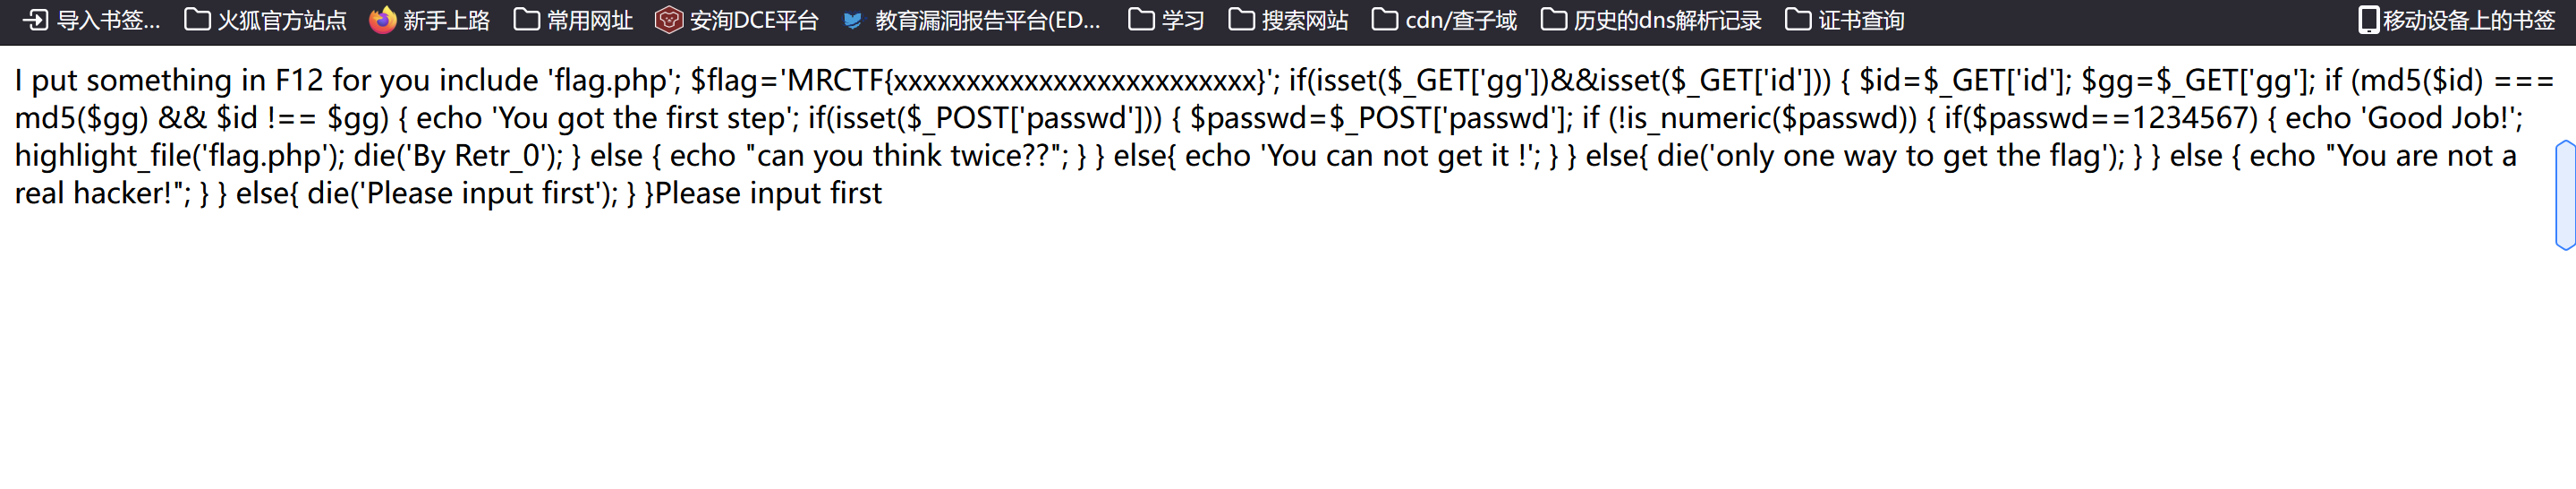 导入书签... 火狐官方站点 新手上路 常用网址 安洵DCE平台 教育漏洞报告平台(ED... 学习 搜索网站 cdn/查子域 历史的dns解析记录 证书查询 移动设备上的书签
I put something in F12 for you include 'flag.php'; $flag='MRCTF{xxxxxxxxxxxxxxxxxxxxxxxxx}'; if(isset($_GET['gg'])&&isset($_GET['id'])) { $id=$_GET['id']; $gg=$_GET['gg']; if (md5($id) ===
md5($gg) && $id !== $gg) { echo 'You got the first step'; if(isset($_POST['passwd'])) { $passwd=$_POST['passwd']; if (!is_numeric($passwd)) { if($passwd==1234567) { echo 'Good Job!';
highlight_file('flag.php'); die('By Retr_0'); } else { echo "can you think twice??"; } } else{ echo 'You can not get it !'; } } else{ die('only one way to get the flag'); } } else { echo "You are not a
real hacker!"; } } else{ die('Please input first'); } }Please input first